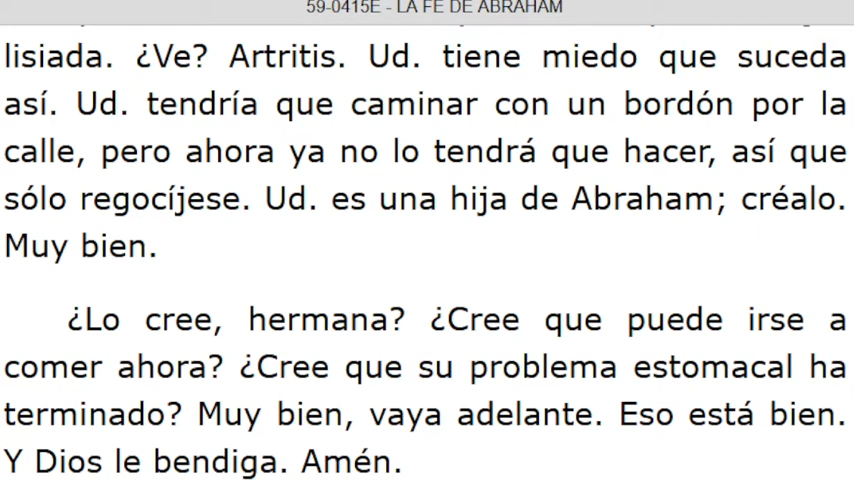 59-0415E - LA FE DE ABRAHAM
lisiada. ¿Ve? Artritis. Ud. tiene miedo que suceda
así. Ud. tendría que caminar con un bordón por la
calle, pero ahora ya no lo tendrá que hacer, así que
sólo regocíjese. Ud. es una hija de Abraham; créalo.
Muy bien.
¿Lo cree, hermana? ¿Cree que puede irse a
comer ahora? ¿Cree que su problema estomacal ha
terminado? Muy bien, vaya adelante. Eso está bien.
Y Dios le bendiga. Amén.